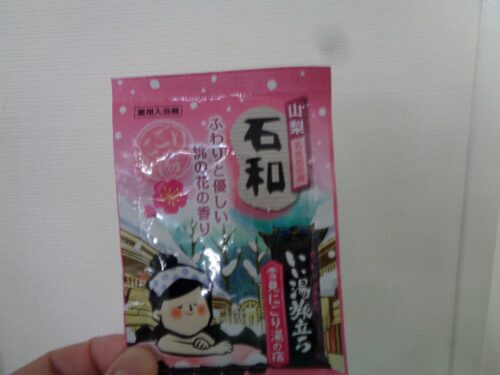 薬用入浴剤
山梨
石和
ふわりと優しい
桃の花の香り
いい湯旅立ち
雪見にごり湯の宿